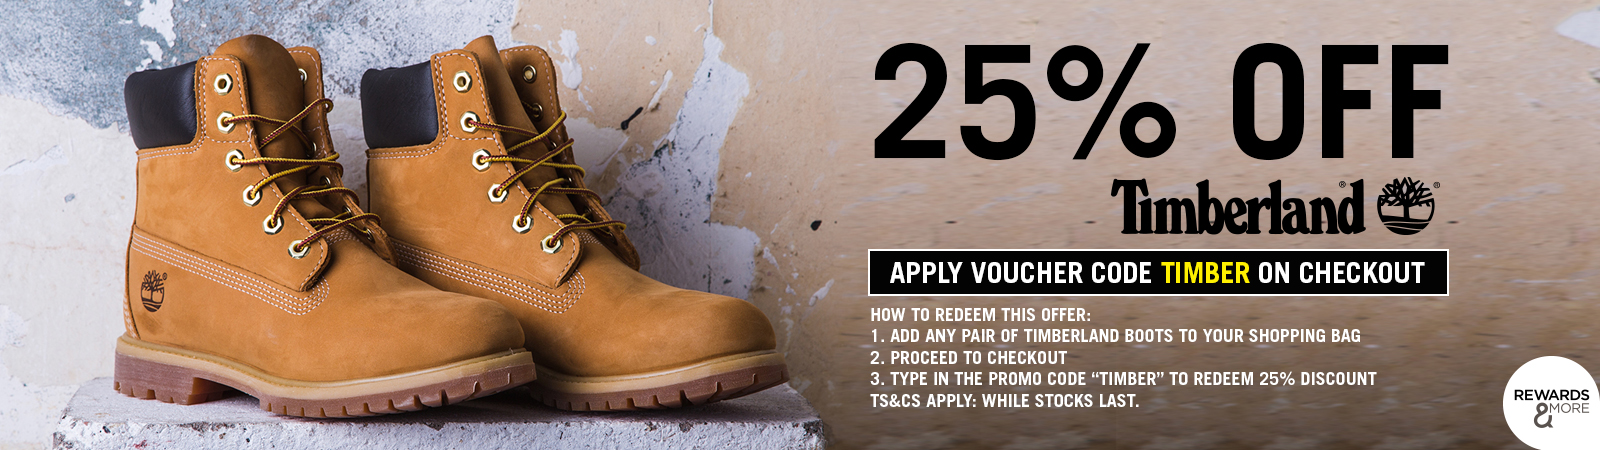 25% OFF
Timberland® ®
APPLY VOUCHER CODE TIMBER ON CHECKOUT
HOW TO REDEEM THIS OFFER:
1. ADD ANY PAIR OF TIMBERLAND BOOTS TO YOUR SHOPPING BAG
2. PROCEED TO CHECKOUT
3. TYPE IN THE PROMO CODE “TIMBER” TO REDEEM 25% DISCOUNT
TS&CS APPLY: WHILE STOCKS LAST.
REWARDS
&MORE